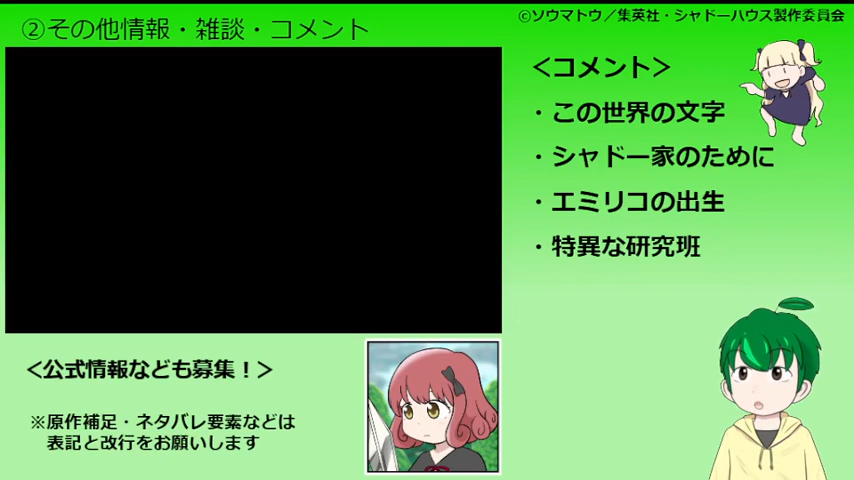 ②その他情報・雑談・コメント
©ソウマトウ／集英社・シャドーハウス製作委員会
＜コメント＞
・この世界の文字
・シャドー家のために
・エミリコの出生
・特異な研究班
＜公式情報なども募集！＞
※原作補足・ネタバレ要素などは
表記と改行をお願いします